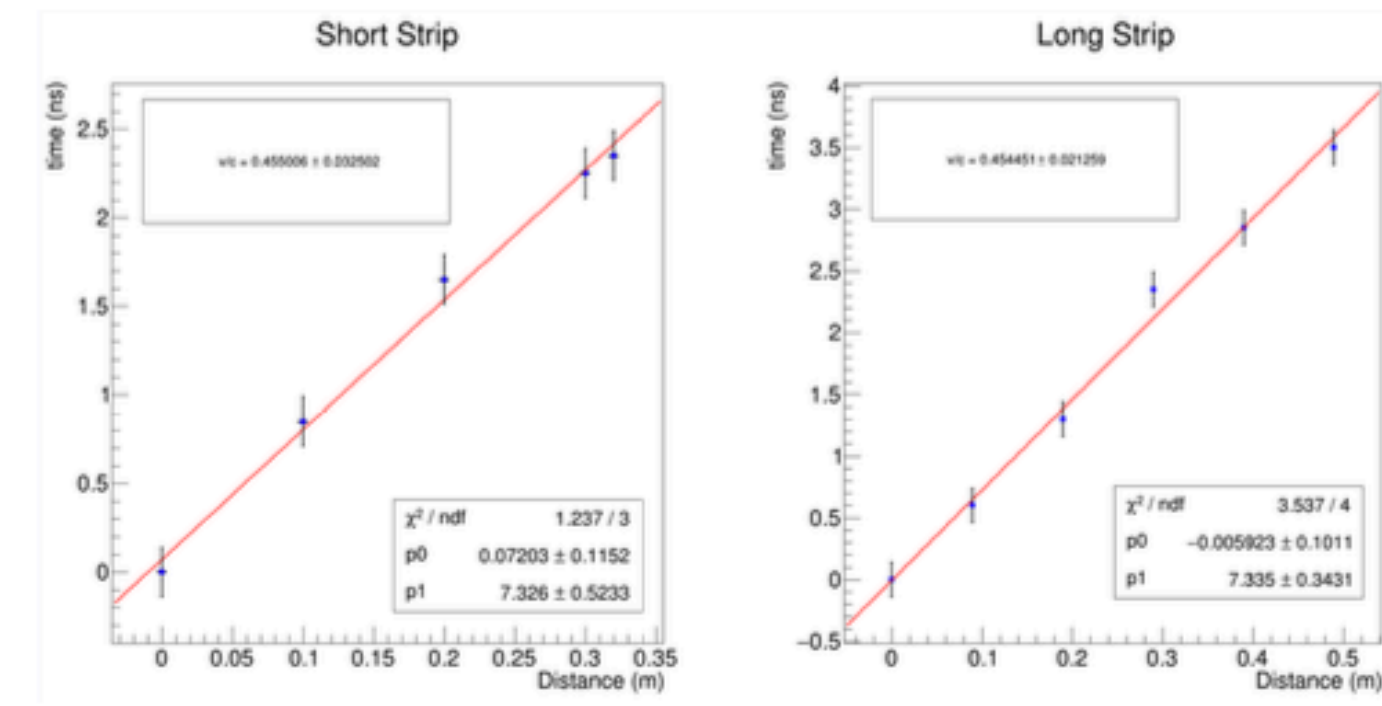 Short Strip
time (ns)
2.5
2
1.5
1
0.5
0
v/c = 0.455006 ± 0.032502
χ² / ndf 1.237 / 3
p0 0.07203 ± 0.1152
p1 7.326 ± 0.5233
0 0.05 0.1 0.15 0.2 0.25 0.3 0.35
Distance (m)
Long Strip
time (ns)
4
3.5
3
2.5
2
1.5
1
0.5
0
−0.5
v/c = 0.454451 ± 0.021259
χ² / ndf 3.537 / 4
p0 −0.005923 ± 0.1011
p1 7.335 ± 0.3431
0 0.1 0.2 0.3 0.4 0.5
Distance (m)